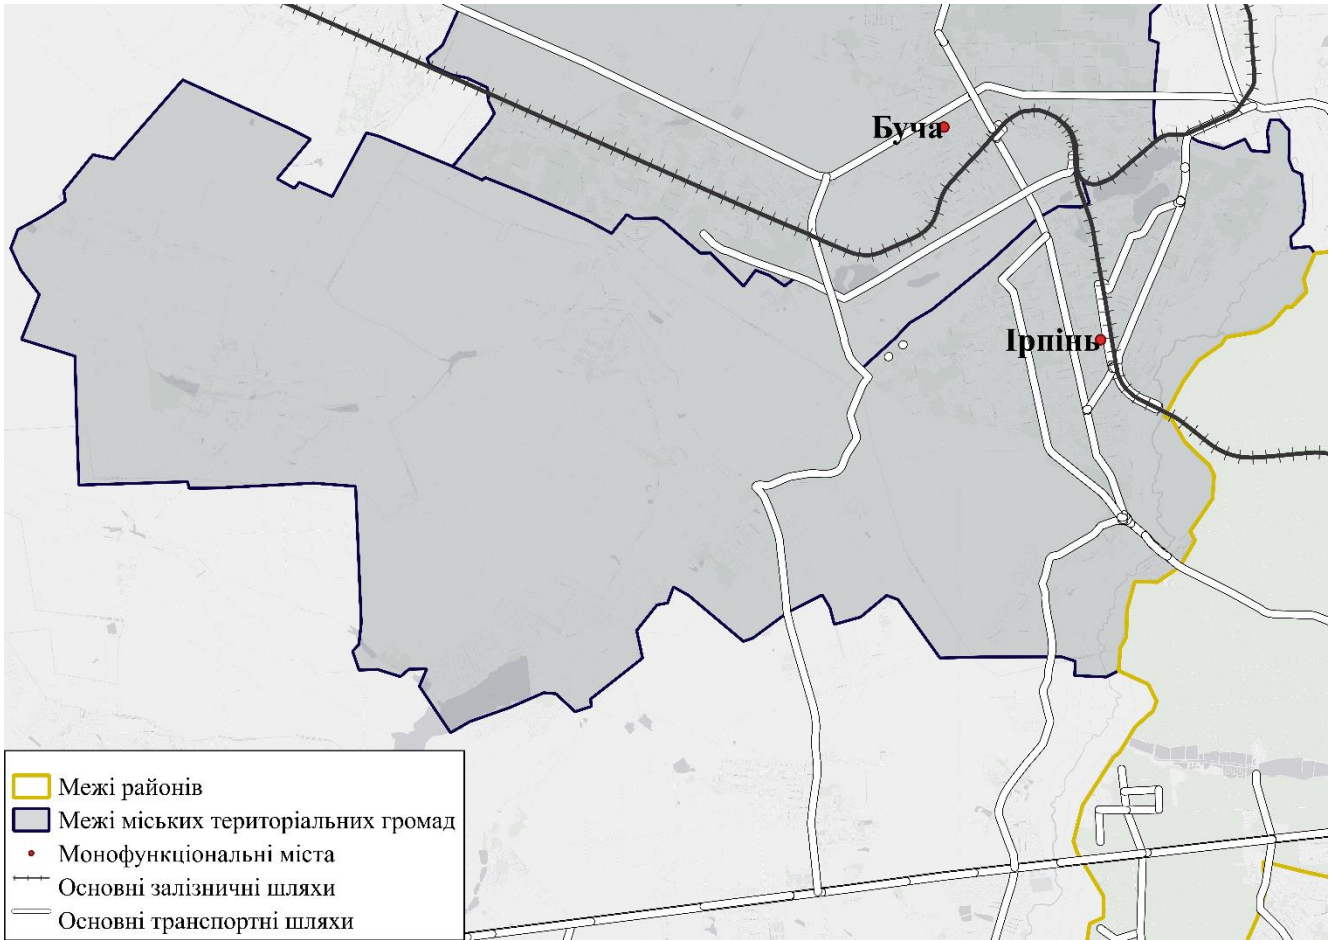 Буча
Ірпінь
Межі районів
Межі міських територіальних громад
Монофункціональні міста
Основні залізничні шляхи
Основні транспортні шляхи